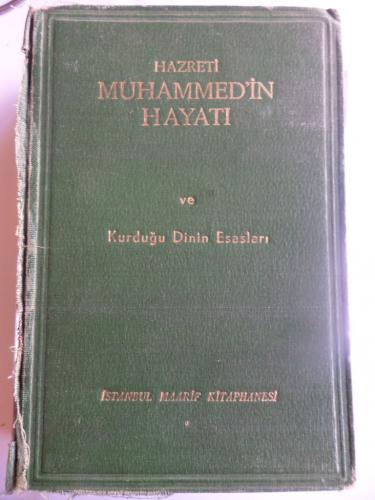 HAZRETİ
MUHAMMED'İN
HAYATI
ve
Kurduğu Dinin Esasları
İSTANBUL MAARİF KİTAPHANESİ